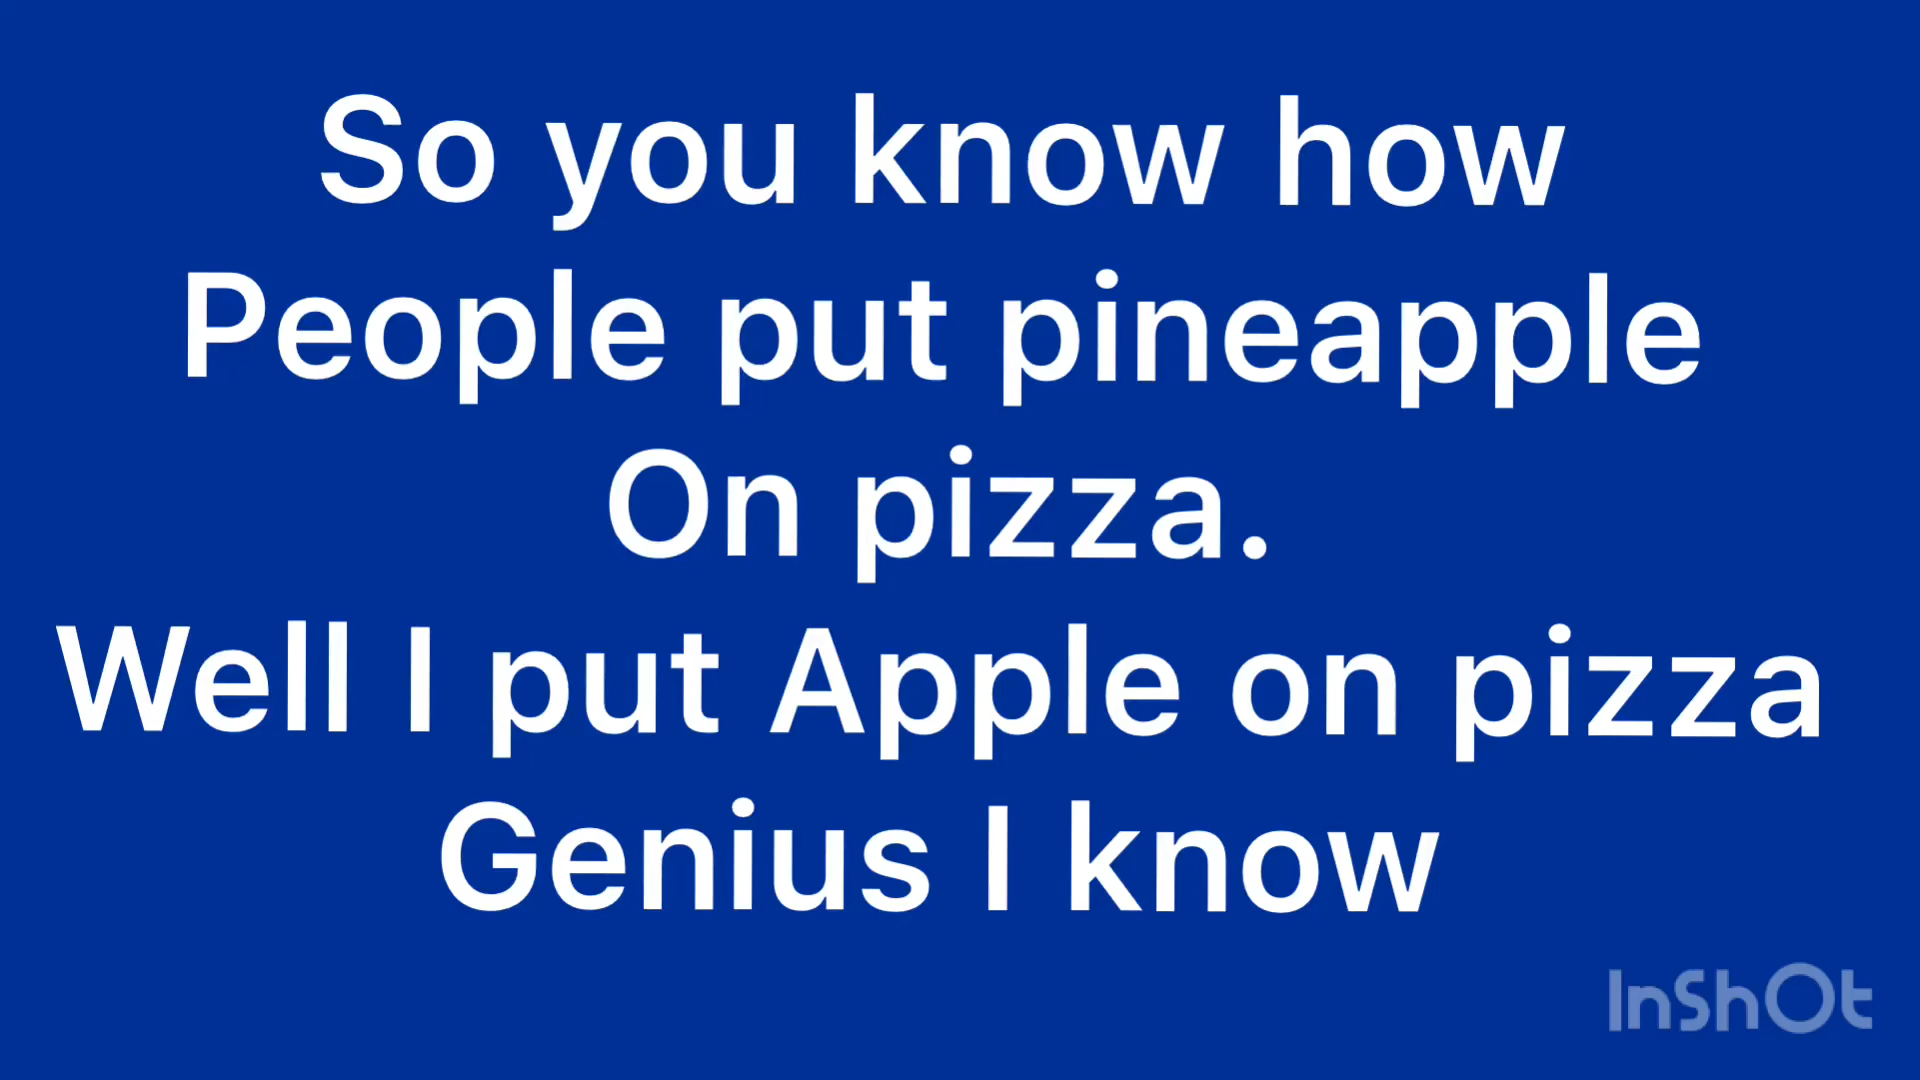 So you know how
People put pineapple
On pizza.
Well I put Apple on pizza
Genius I know
InShOt